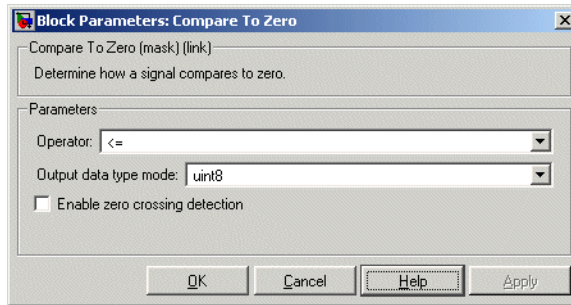 Block Parameters: Compare To Zero
Compare To Zero (mask) (link)
Determine how a signal compares to zero.
Parameters
Operator: <=
Output data type mode: uint8
Enable zero crossing detection
OK Cancel Help Apply